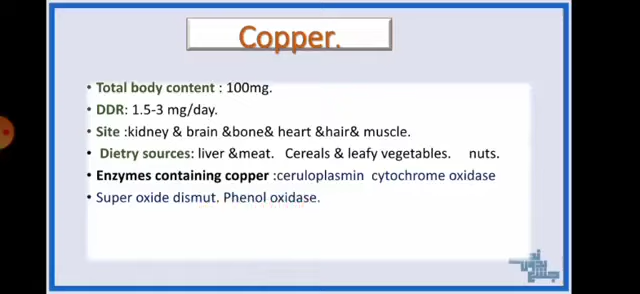 Copper.
• Total body content : 100mg.
• DDR: 1.5-3 mg/day.
• Site :kidney & brain &bone& heart &hair& muscle.
• Dietry sources: liver &meat. Cereals & leafy vegetables. nuts.
• Enzymes containing copper :ceruloplasmin cytochrome oxidase
• Super oxide dismut. Phenol oxidase.